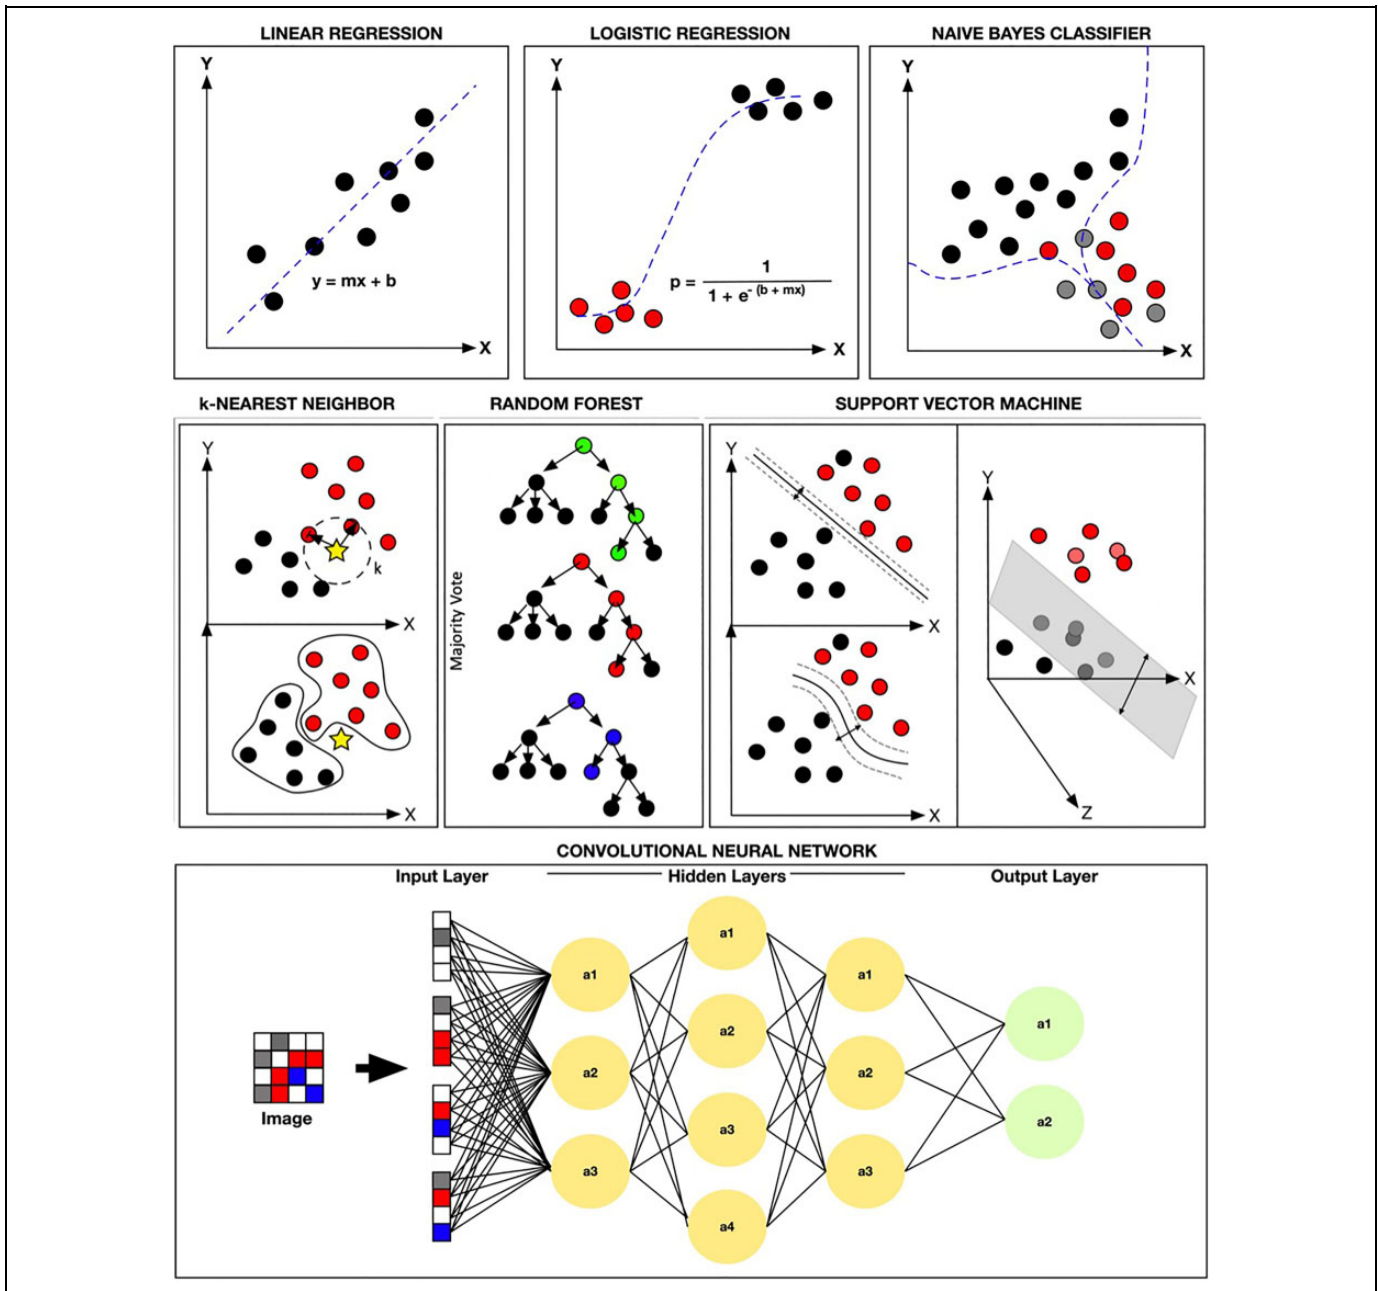 LINEAR REGRESSION
Y
y = mx + b
X
LOGISTIC REGRESSION
Y
p = 1 / 1 + e^- (b + mx)
X
NAIVE BAYES CLASSIFIER
Y
X
k-NEAREST NEIGHBOR
Y
k
X
X
RANDOM FOREST
Majority Vote
SUPPORT VECTOR MACHINE
Y
X
X
Y
X
Z
CONVOLUTIONAL NEURAL NETWORK
Input Layer
Hidden Layers
Output Layer
Image
a1
a2
a3
a1
a2
a3
a4
a1
a2
a3
a1
a2